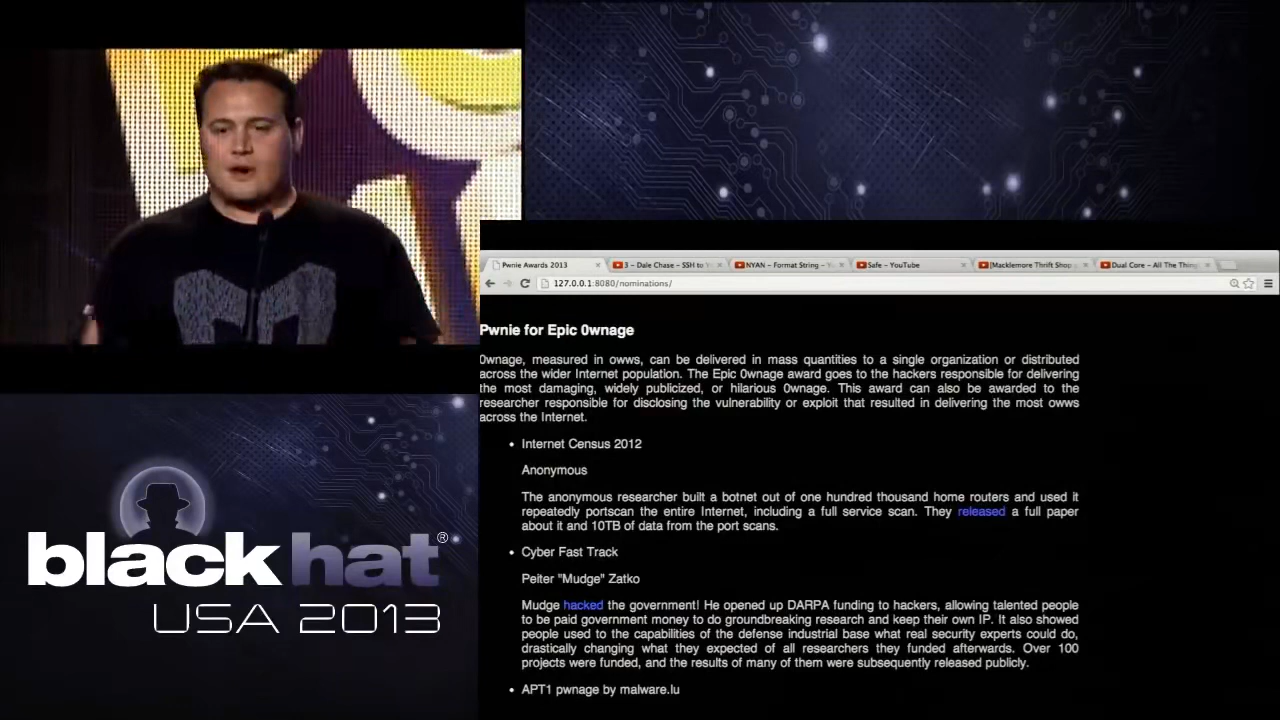 Pwnie Awards 2013
3 – Dale Chase – SSH to Y
NYAN – Format String – Y
Safe – YouTube
[Macklemore Thrift Shop
Dual Core – All The Thin
127.0.0.1:8080/nominations/
Pwnie for Epic 0wnage
0wnage, measured in owws, can be delivered in mass quantities to a single organization or distributed
across the wider Internet population. The Epic 0wnage award goes to the hackers responsible for delivering
the most damaging, widely publicized, or hilarious 0wnage. This award can also be awarded to the
researcher responsible for disclosing the vulnerability or exploit that resulted in delivering the most owws
across the Internet.
• Internet Census 2012
Anonymous
The anonymous researcher built a botnet out of one hundred thousand home routers and used it
repeatedly portscan the entire Internet, including a full service scan. They released a full paper
about it and 10TB of data from the port scans.
• Cyber Fast Track
Peiter "Mudge" Zatko
Mudge hacked the government! He opened up DARPA funding to hackers, allowing talented people
to be paid government money to do groundbreaking research and keep their own IP. It also showed
people used to the capabilities of the defense industrial base what real security experts could do,
drastically changing what they expected of all researchers they funded afterwards. Over 100
projects were funded, and the results of many of them were subsequently released publicly.
• APT1 pwnage by malware.lu
blackhat®
USA 2013